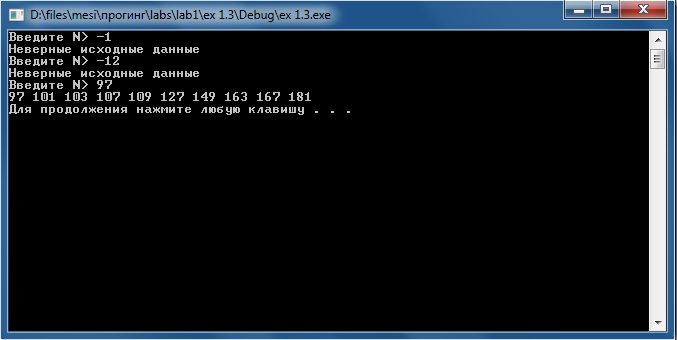 D:\files\mesi\прогинг\labs\lab1\ex 1.3\Debug\ex 1.3.exe
Введите N> -1
Неверные исходные данные
Введите N> -12
Неверные исходные данные
Введите N> 97
97 101 103 107 109 127 149 163 167 181
Для продолжения нажмите любую клавишу . . .